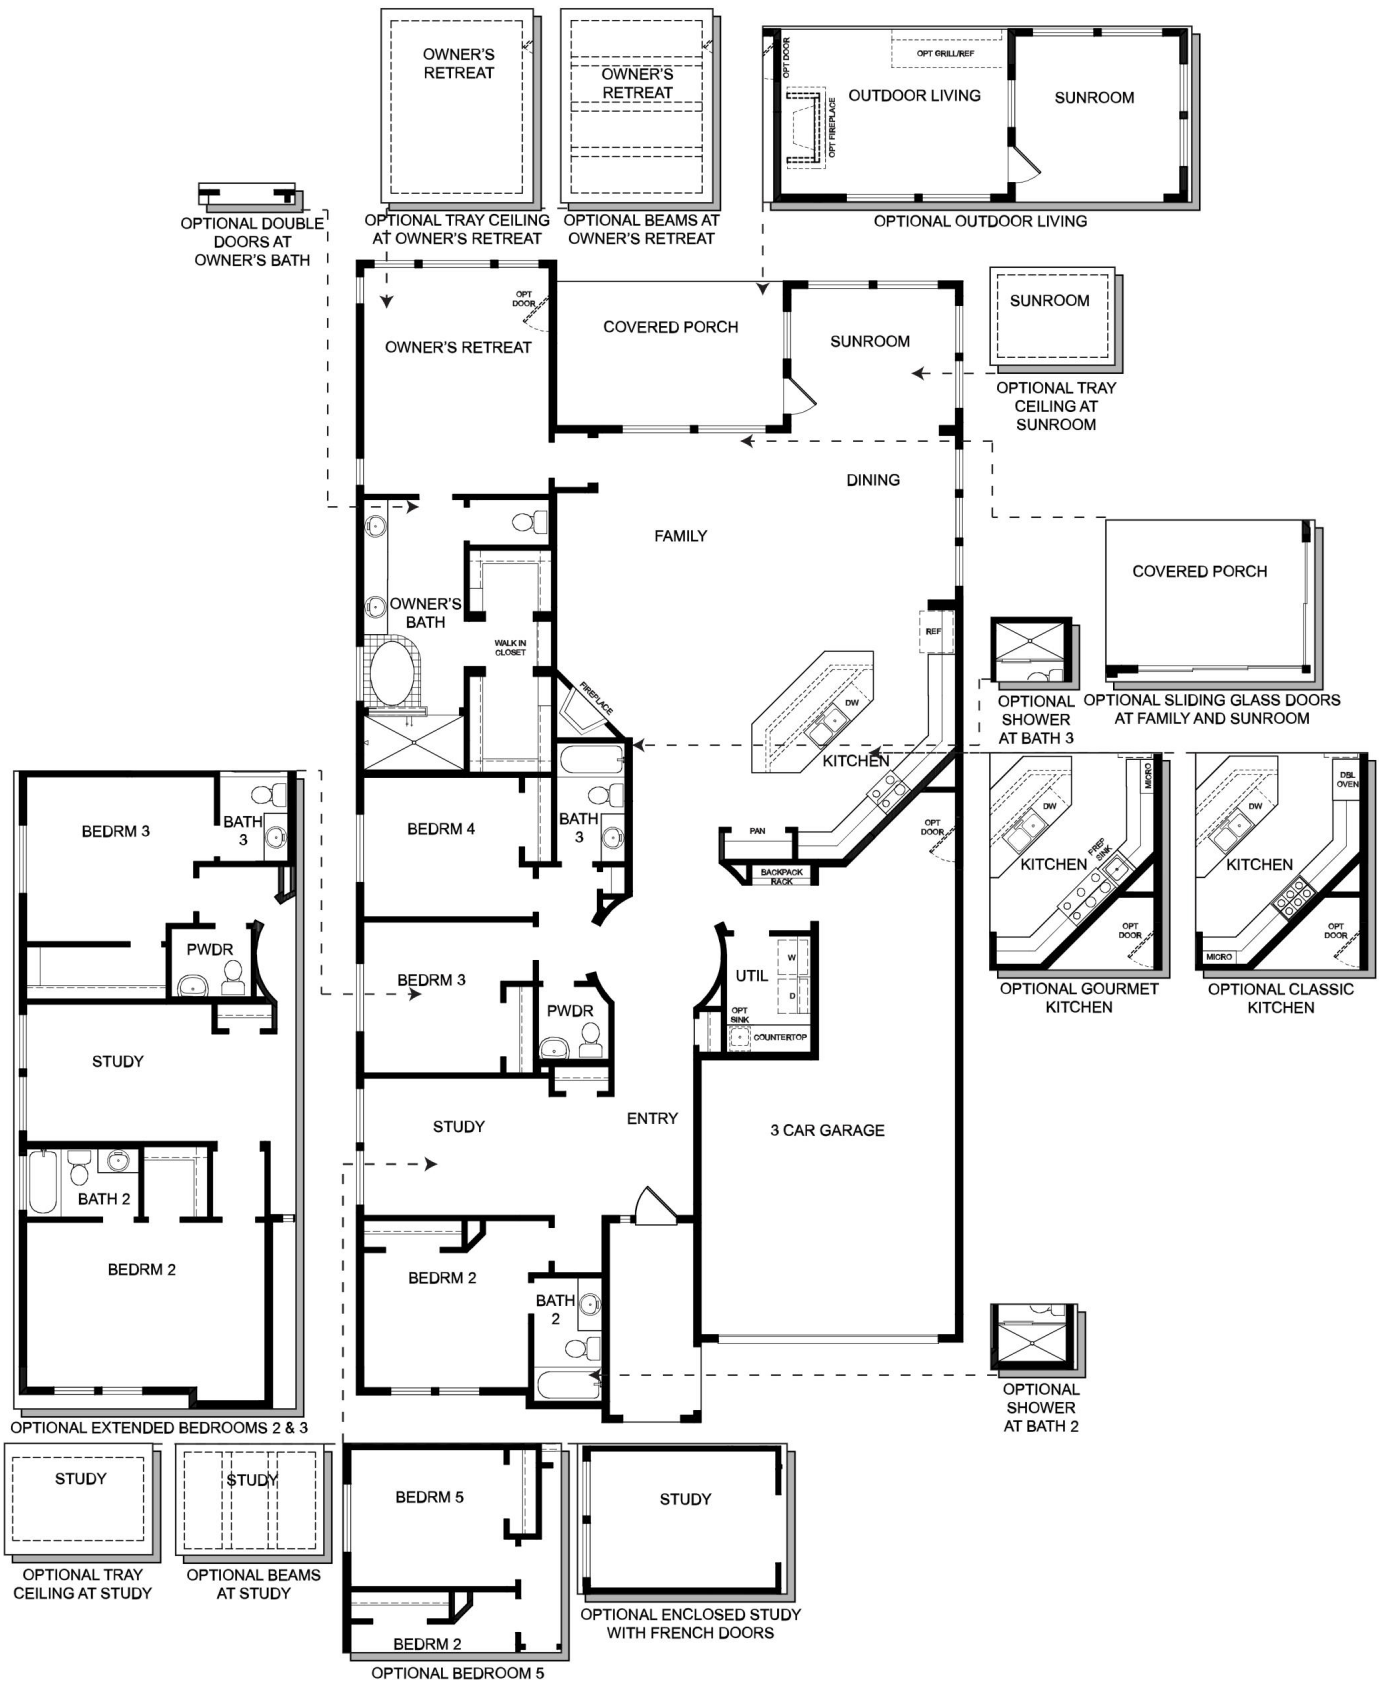 OWNER'S
RETREAT
OWNER'S
RETREAT
OPT DOOR
OPT GRILL/REF
OUTDOOR LIVING
SUNROOM
OPT FIREPLACE
OPTIONAL DOUBLE
DOORS AT
OWNER'S BATH
OPTIONAL TRAY CEILING
AT OWNER'S RETREAT
OPTIONAL BEAMS AT
OWNER'S RETREAT
OPTIONAL OUTDOOR LIVING
OPT
DOOR
OWNER'S RETREAT
COVERED PORCH
SUNROOM
SUNROOM
OPTIONAL TRAY
CEILING AT
SUNROOM
DINING
FAMILY
COVERED PORCH
OPTIONAL SLIDING GLASS DOORS
AT FAMILY AND SUNROOM
OWNER'S
BATH
WALK IN
CLOSET
REF
FIREPLACE
DW
KITCHEN
OPTIONAL
SHOWER
AT BATH 3
BEDRM 4
BATH
3
PAN
OPT
DOOR
BACKPACK
RACK
MICRO
DW
PREP
SINK
KITCHEN
OPT
DOOR
OPTIONAL GOURMET
KITCHEN
DBL
OVEN
DW
KITCHEN
OPT
DOOR
MICRO
OPTIONAL CLASSIC
KITCHEN
BEDRM 3
BATH
3
PWDR
STUDY
BATH 2
BEDRM 2
OPTIONAL EXTENDED BEDROOMS 2 & 3
BEDRM 3
PWDR
UTIL
W
D
OPT
SINK
COUNTERTOP
STUDY
ENTRY
3 CAR GARAGE
BEDRM 2
BATH
2
OPTIONAL
SHOWER
AT BATH 2
STUDY
OPTIONAL TRAY
CEILING AT STUDY
STUDY
OPTIONAL BEAMS
AT STUDY
BEDRM 5
BEDRM 2
OPTIONAL BEDROOM 5
STUDY
OPTIONAL ENCLOSED STUDY
WITH FRENCH DOORS